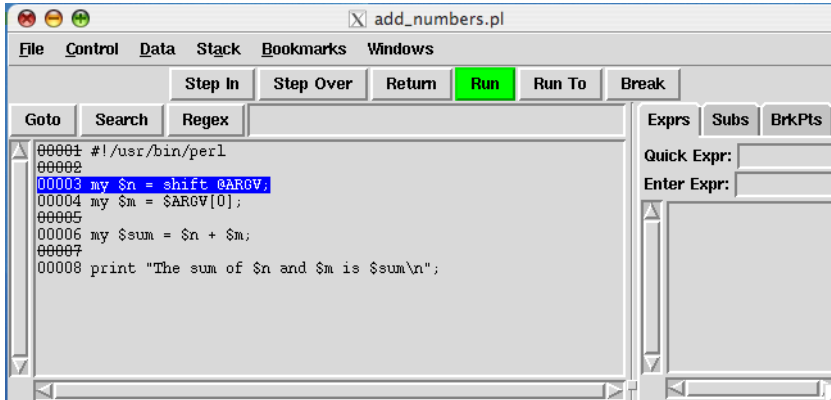 add_numbers.pl
File Control Data Stack Bookmarks Windows
Step In Step Over Return Run Run To Break
Goto Search Regex
Exprs Subs BrkPts
Quick Expr:
Enter Expr:
00001 #!/usr/bin/perl
00002
00003 my $n = shift @ARGV;
00004 my $m = $ARGV[0];
00005
00006 my $sum = $n + $m;
00007
00008 print "The sum of $n and $m is $sum\n";